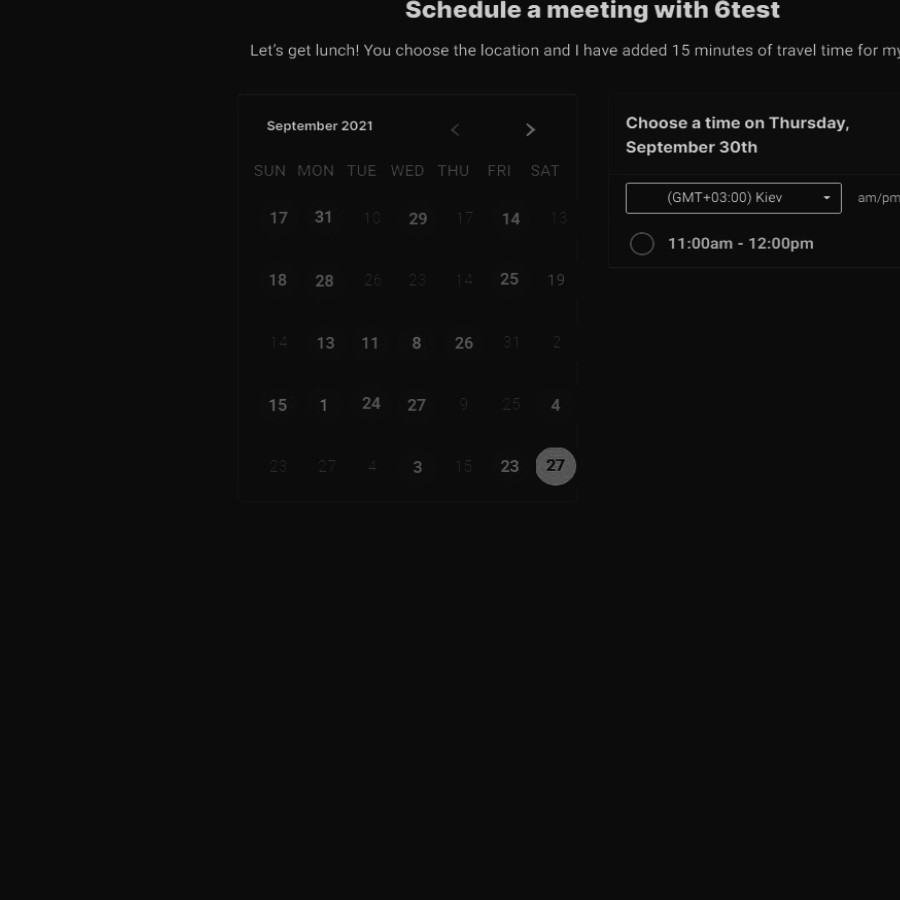 Schedule a meeting with 6test
Let's get lunch! You choose the location and I have added 15 minutes of travel time for my
September 2021
SUN MON TUE WED THU FRI SAT
17 31 10 29 17 14 13
18 28 26 23 14 25 19
14 13 11 8 26 31 2
15 1 24 27 9 25 4
23 27 4 3 15 23 27
Choose a time on Thursday,
September 30th
(GMT+03:00) Kiev am/pm
11:00am - 12:00pm